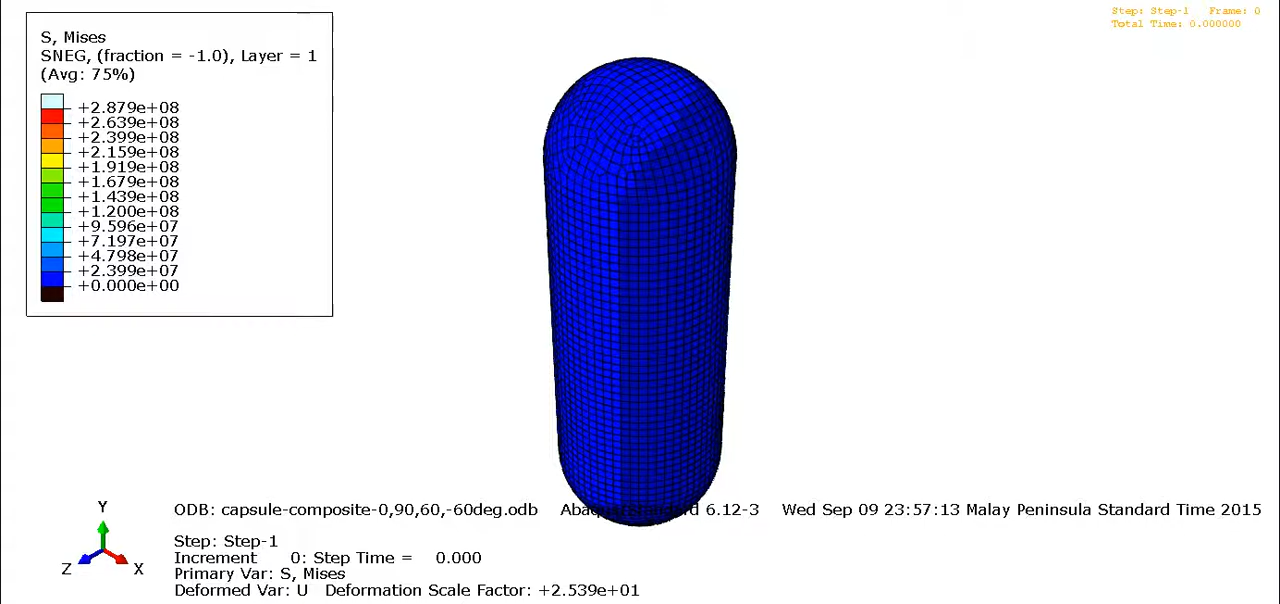 Step: Step-1 Frame: 0
Total Time: 0.000000
S, Mises
SNEG, (fraction = -1.0), Layer = 1
(Avg: 75%)
+2.879e+08
+2.639e+08
+2.399e+08
+2.159e+08
+1.919e+08
+1.679e+08
+1.439e+08
+1.200e+08
+9.596e+07
+7.197e+07
+4.798e+07
+2.399e+07
+0.000e+00
Y
Z
X
ODB: capsule-composite-0,90,60,-60deg.odb Abaqus/Standard 6.12-3 Wed Sep 09 23:57:13 Malay Peninsula Standard Time 2015
Step: Step-1
Increment 0: Step Time = 0.000
Primary Var: S, Mises
Deformed Var: U Deformation Scale Factor: +2.539e+01